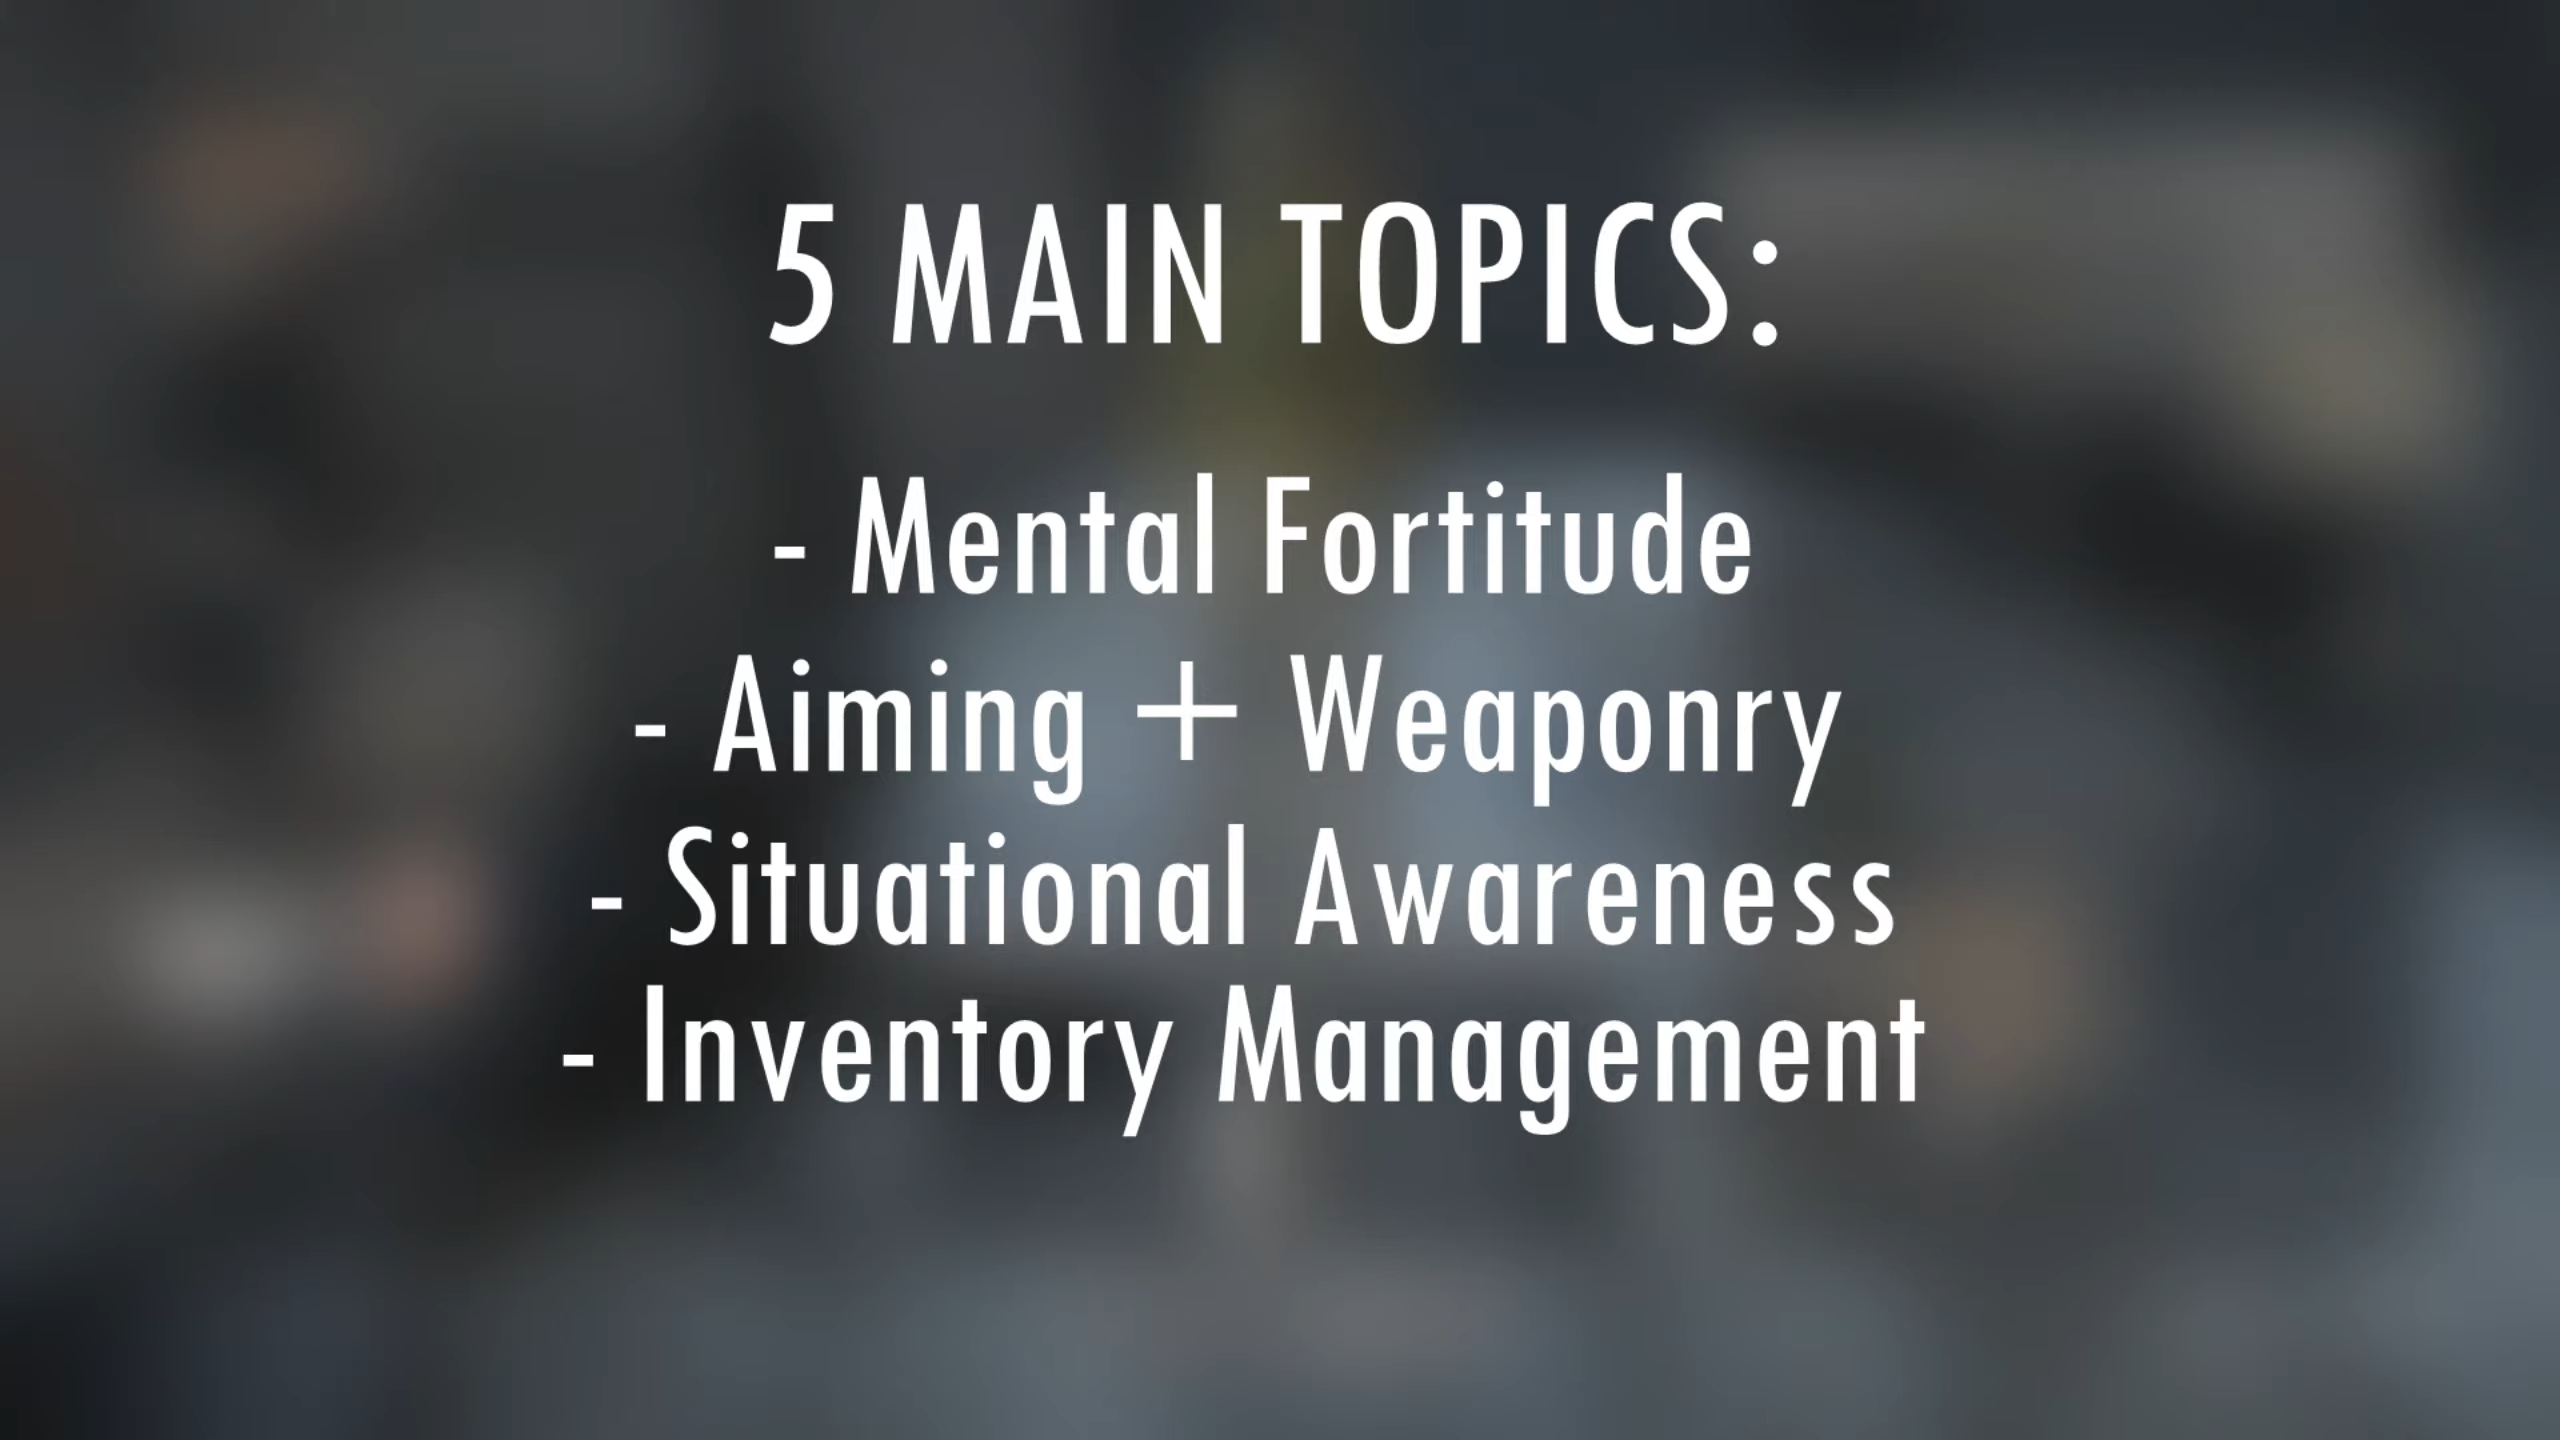 5 MAIN TOPICS:
- Mental Fortitude
- Aiming + Weaponry
- Situational Awareness
- Inventory Management